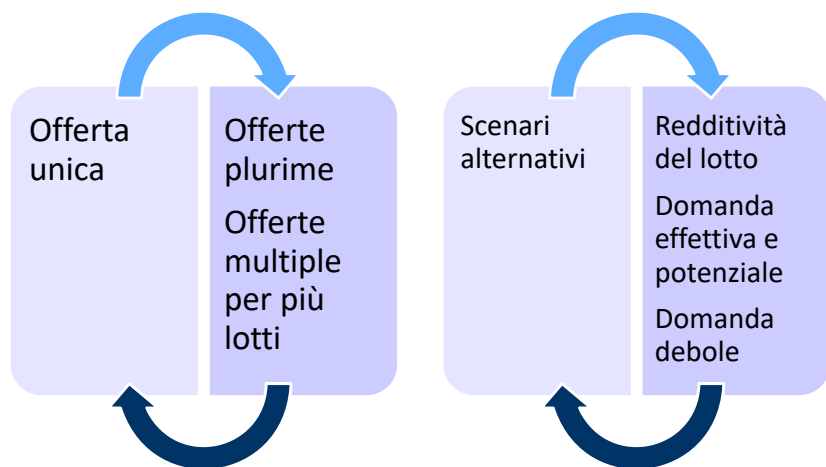 Offerta
unica
Offerte
plurime
Offerte
multiple
per più
lotti
Scenari
alternativi
Redditività
del lotto
Domanda
effettiva e
potenziale
Domanda
debole